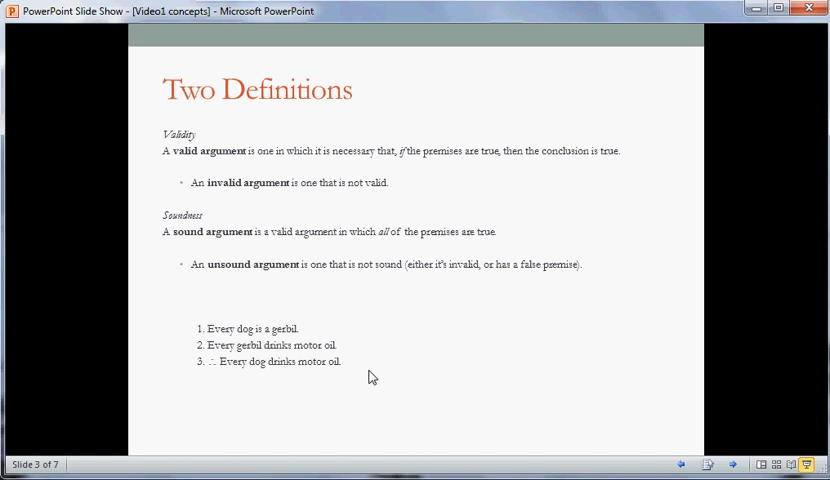 PowerPoint Slide Show - [Video1 concepts] - Microsoft PowerPoint
Two Definitions
Validity
A valid argument is one in which it is necessary that, if the premises are true, then the conclusion is true.
• An invalid argument is one that is not valid.
Soundness
A sound argument is a valid argument in which all of the premises are true.
• An unsound argument is one that is not sound (either it's invalid, or has a false premise).
1. Every dog is a gerbil.
2. Every gerbil drinks motor oil.
3. ∴ Every dog drinks motor oil.
Slide 3 of 7